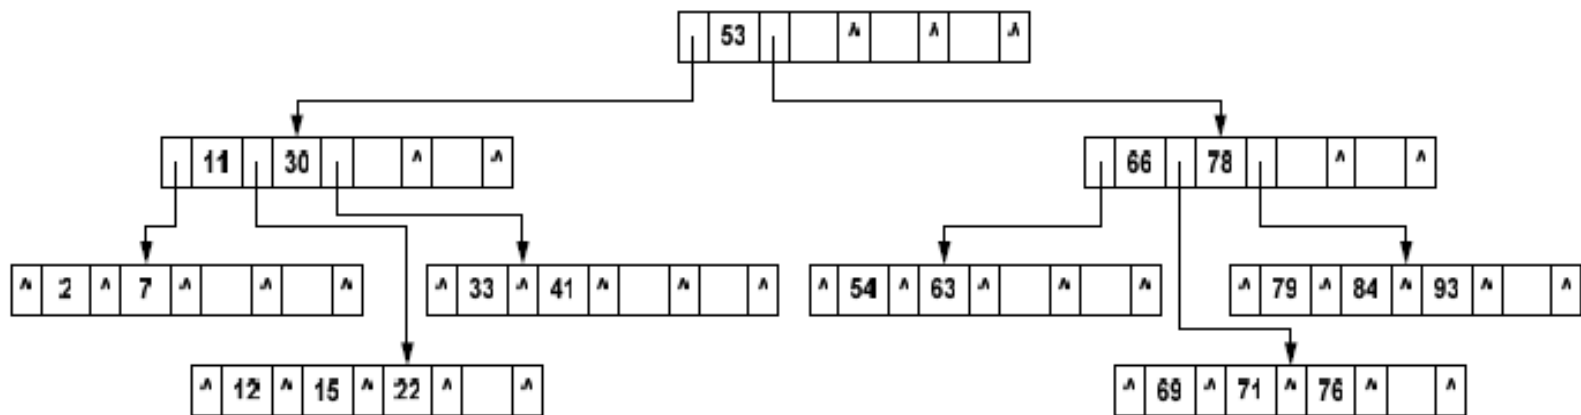 53 ^ ^ ^
11 30 ^ ^
66 78 ^ ^
^ 2 ^ 7 ^ ^ ^
^ 33 ^ 41 ^ ^ ^
^ 54 ^ 63 ^ ^ ^
^ 79 ^ 84 ^ 93 ^ ^
^ 12 ^ 15 ^ 22 ^ ^
^ 69 ^ 71 ^ 76 ^ ^